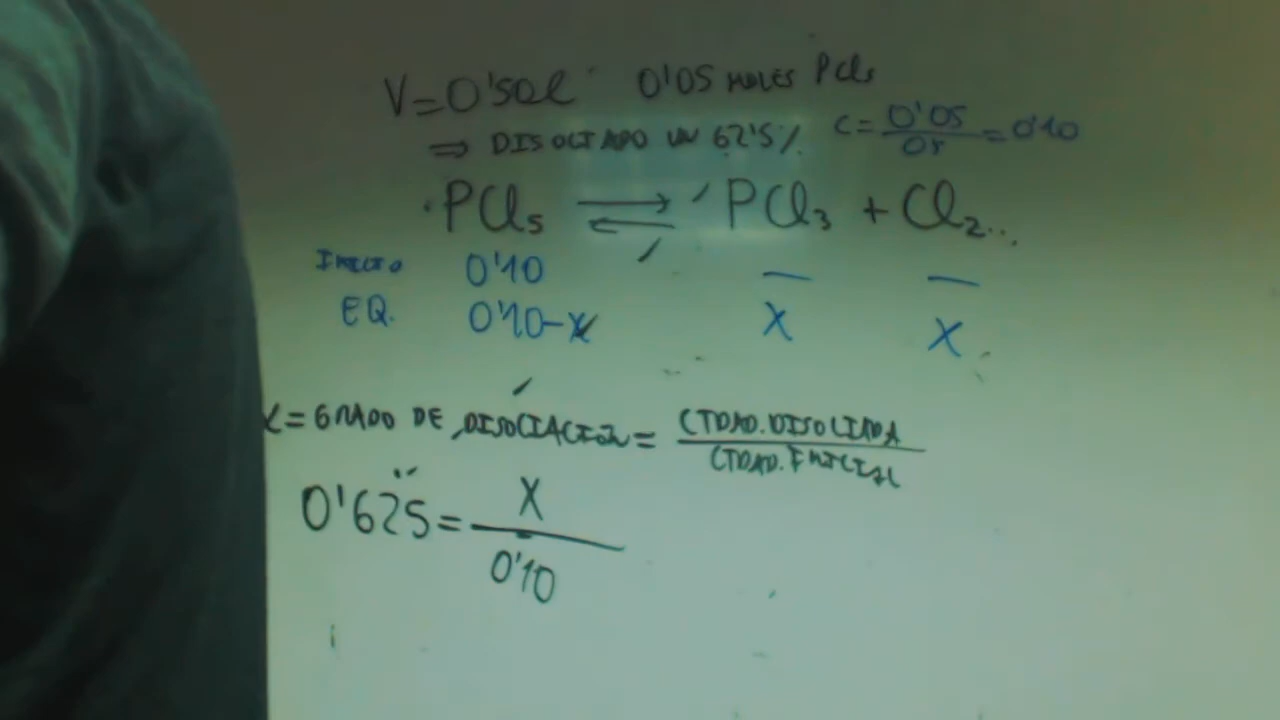 V=0'50l 0'05 MOLES PCl5
⇒ DISOCIADO UN 62'5% C=0'05/0'5=0'10
PCl5 ⇌ PCl3 + Cl2
INICIO 0'10 — —
EQ. 0'10-X X X
α=GRADO DE DISOCIACIÓN= CTDAD.DISOCIADA/CTDAD.INICIAL
0'625=X/0'10